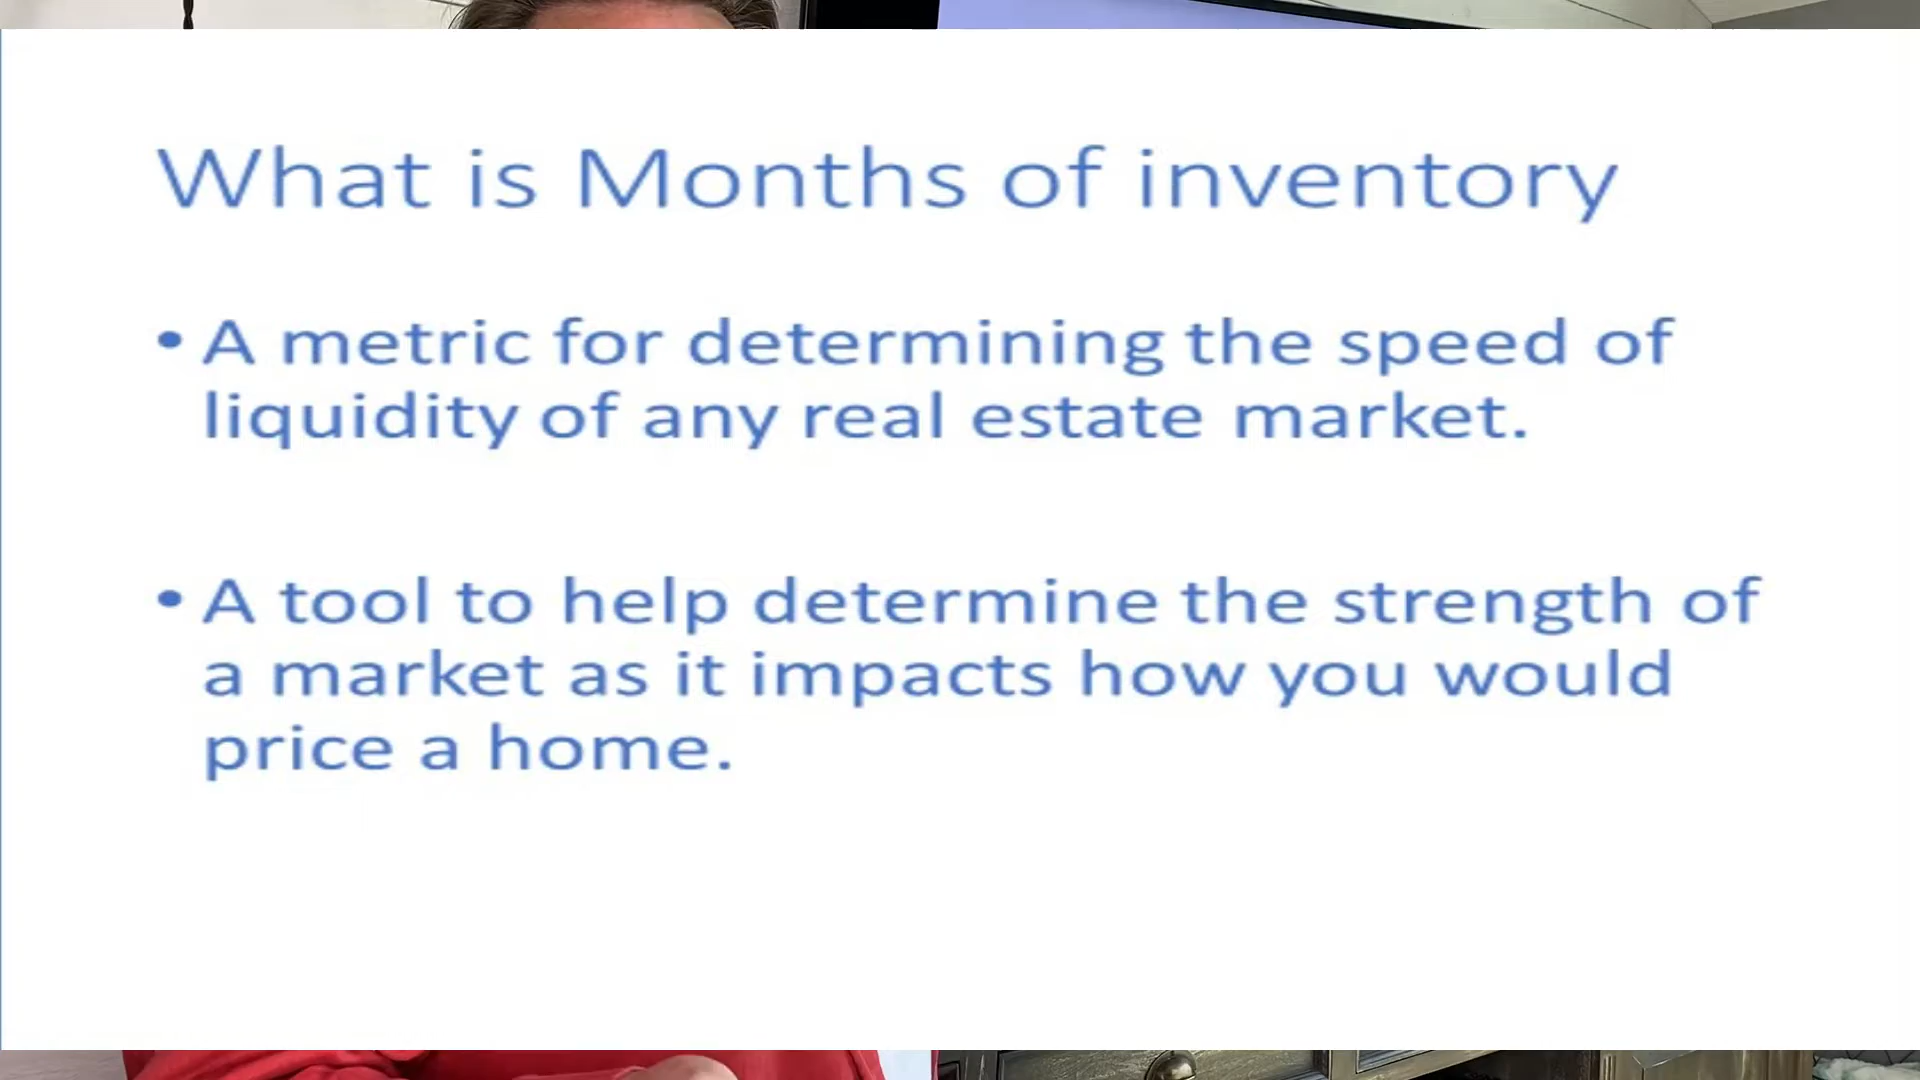 What is Months of inventory
• A metric for determining the speed of
liquidity of any real estate market.
• A tool to help determine the strength of
a market as it impacts how you would
price a home.